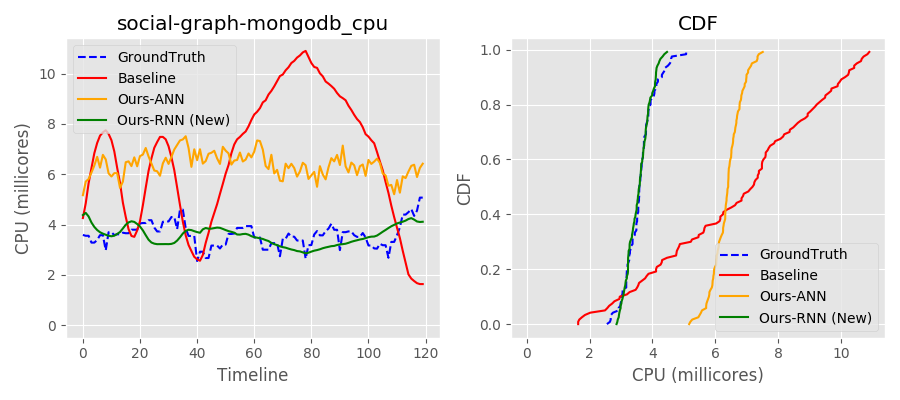 social-graph-mongodb_cpu
CPU (millicores)
10
8
6
4
2
0
GroundTruth
Baseline
Ours-ANN
Ours-RNN (New)
0 20 40 60 80 100 120
Timeline
CDF
CDF
1.0
0.8
0.6
0.4
0.2
0.0
GroundTruth
Baseline
Ours-ANN
Ours-RNN (New)
0 2 4 6 8 10
CPU (millicores)